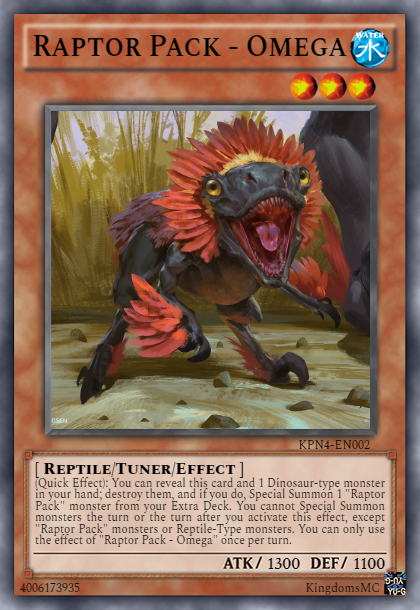 Raptor Pack - Omega
WATER
水
KPN4-EN002
[ Reptile/Tuner/Effect ]
(Quick Effect): You can reveal this card and 1 Dinosaur-type monster
in your hand; destroy them, and if you do, Special Summon 1 "Raptor
Pack" monster from your Extra Deck. You cannot Special Summon
monsters the turn or the turn after you activate this effect, except
"Raptor Pack" monsters or Reptile-Type monsters. You can only use
the effect of "Raptor Pack - Omega" once per turn.
ATK/ 1300 DEF/ 1100
4006173935
KingdomsMC